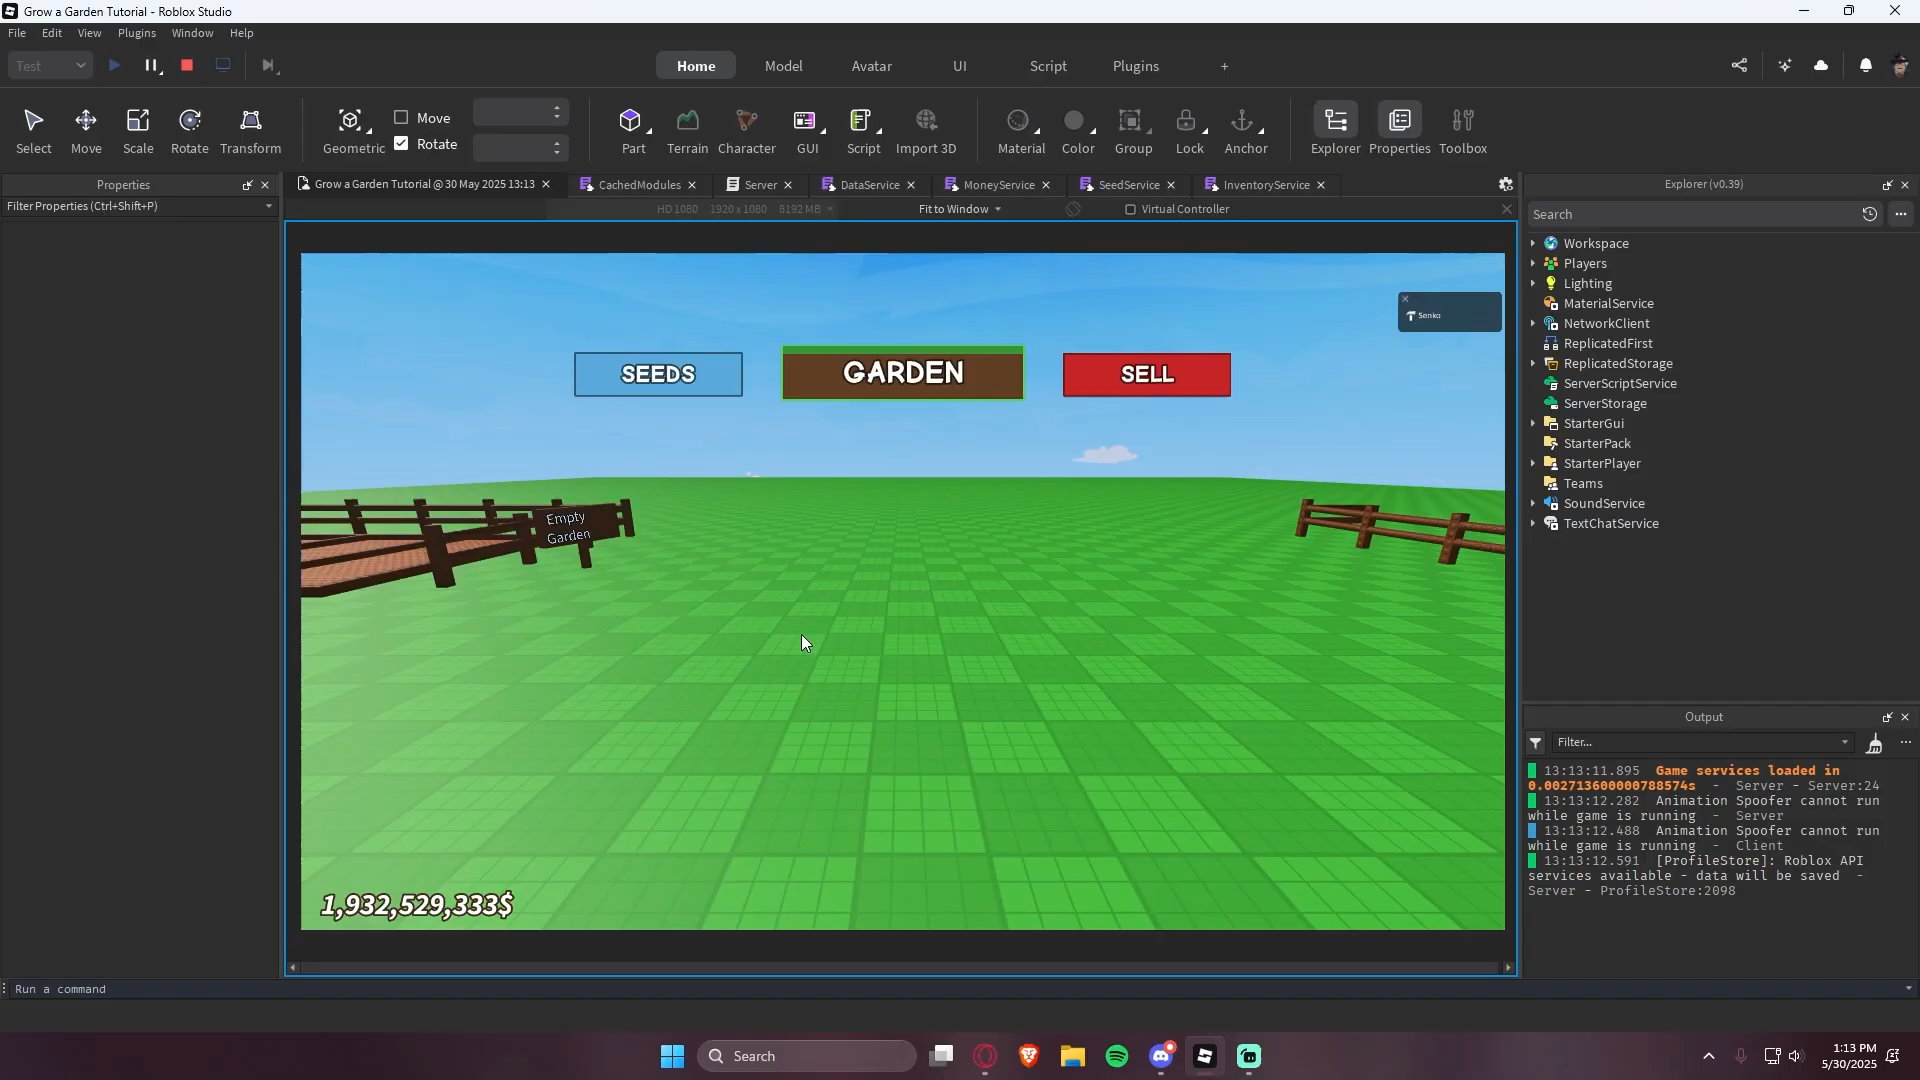 Grow a Garden Tutorial - Roblox Studio
File Edit View Plugins Window Help
Test
Home Model Avatar UI Script Plugins +
Move
Rotate
Select Move Scale Rotate Transform Geometric Part Terrain Character GUI Script Import 3D Material Color Group Lock Anchor Explorer Properties Toolbox
Properties
Filter Properties (Ctrl+Shift+P)
Grow a Garden Tutorial @ 30 May 2025 13:13 CachedModules Server DataService MoneyService SeedService InventoryService
HD 1080 1920 x 1080 8192 MB Fit to Window Virtual Controller
Senko
SEEDS
GARDEN
SELL
Empty
Garden
1,932,529,333$
Explorer (v0.39)
Search
Workspace
Players
Lighting
MaterialService
NetworkClient
ReplicatedFirst
ReplicatedStorage
ServerScriptService
ServerStorage
StarterGui
StarterPack
StarterPlayer
Teams
SoundService
TextChatService
Output
Filter...
13:13:11.895 Game services loaded in
0.002713600000788574s - Server - Server:24
13:13:12.282 Animation Spoofer cannot run
while game is running - Server
13:13:12.488 Animation Spoofer cannot run
while game is running - Client
13:13:12.591 [ProfileStore]: Roblox API
services available - data will be saved -
Server - ProfileStore:2098
Run a command
Search
1:13 PM
5/30/2025